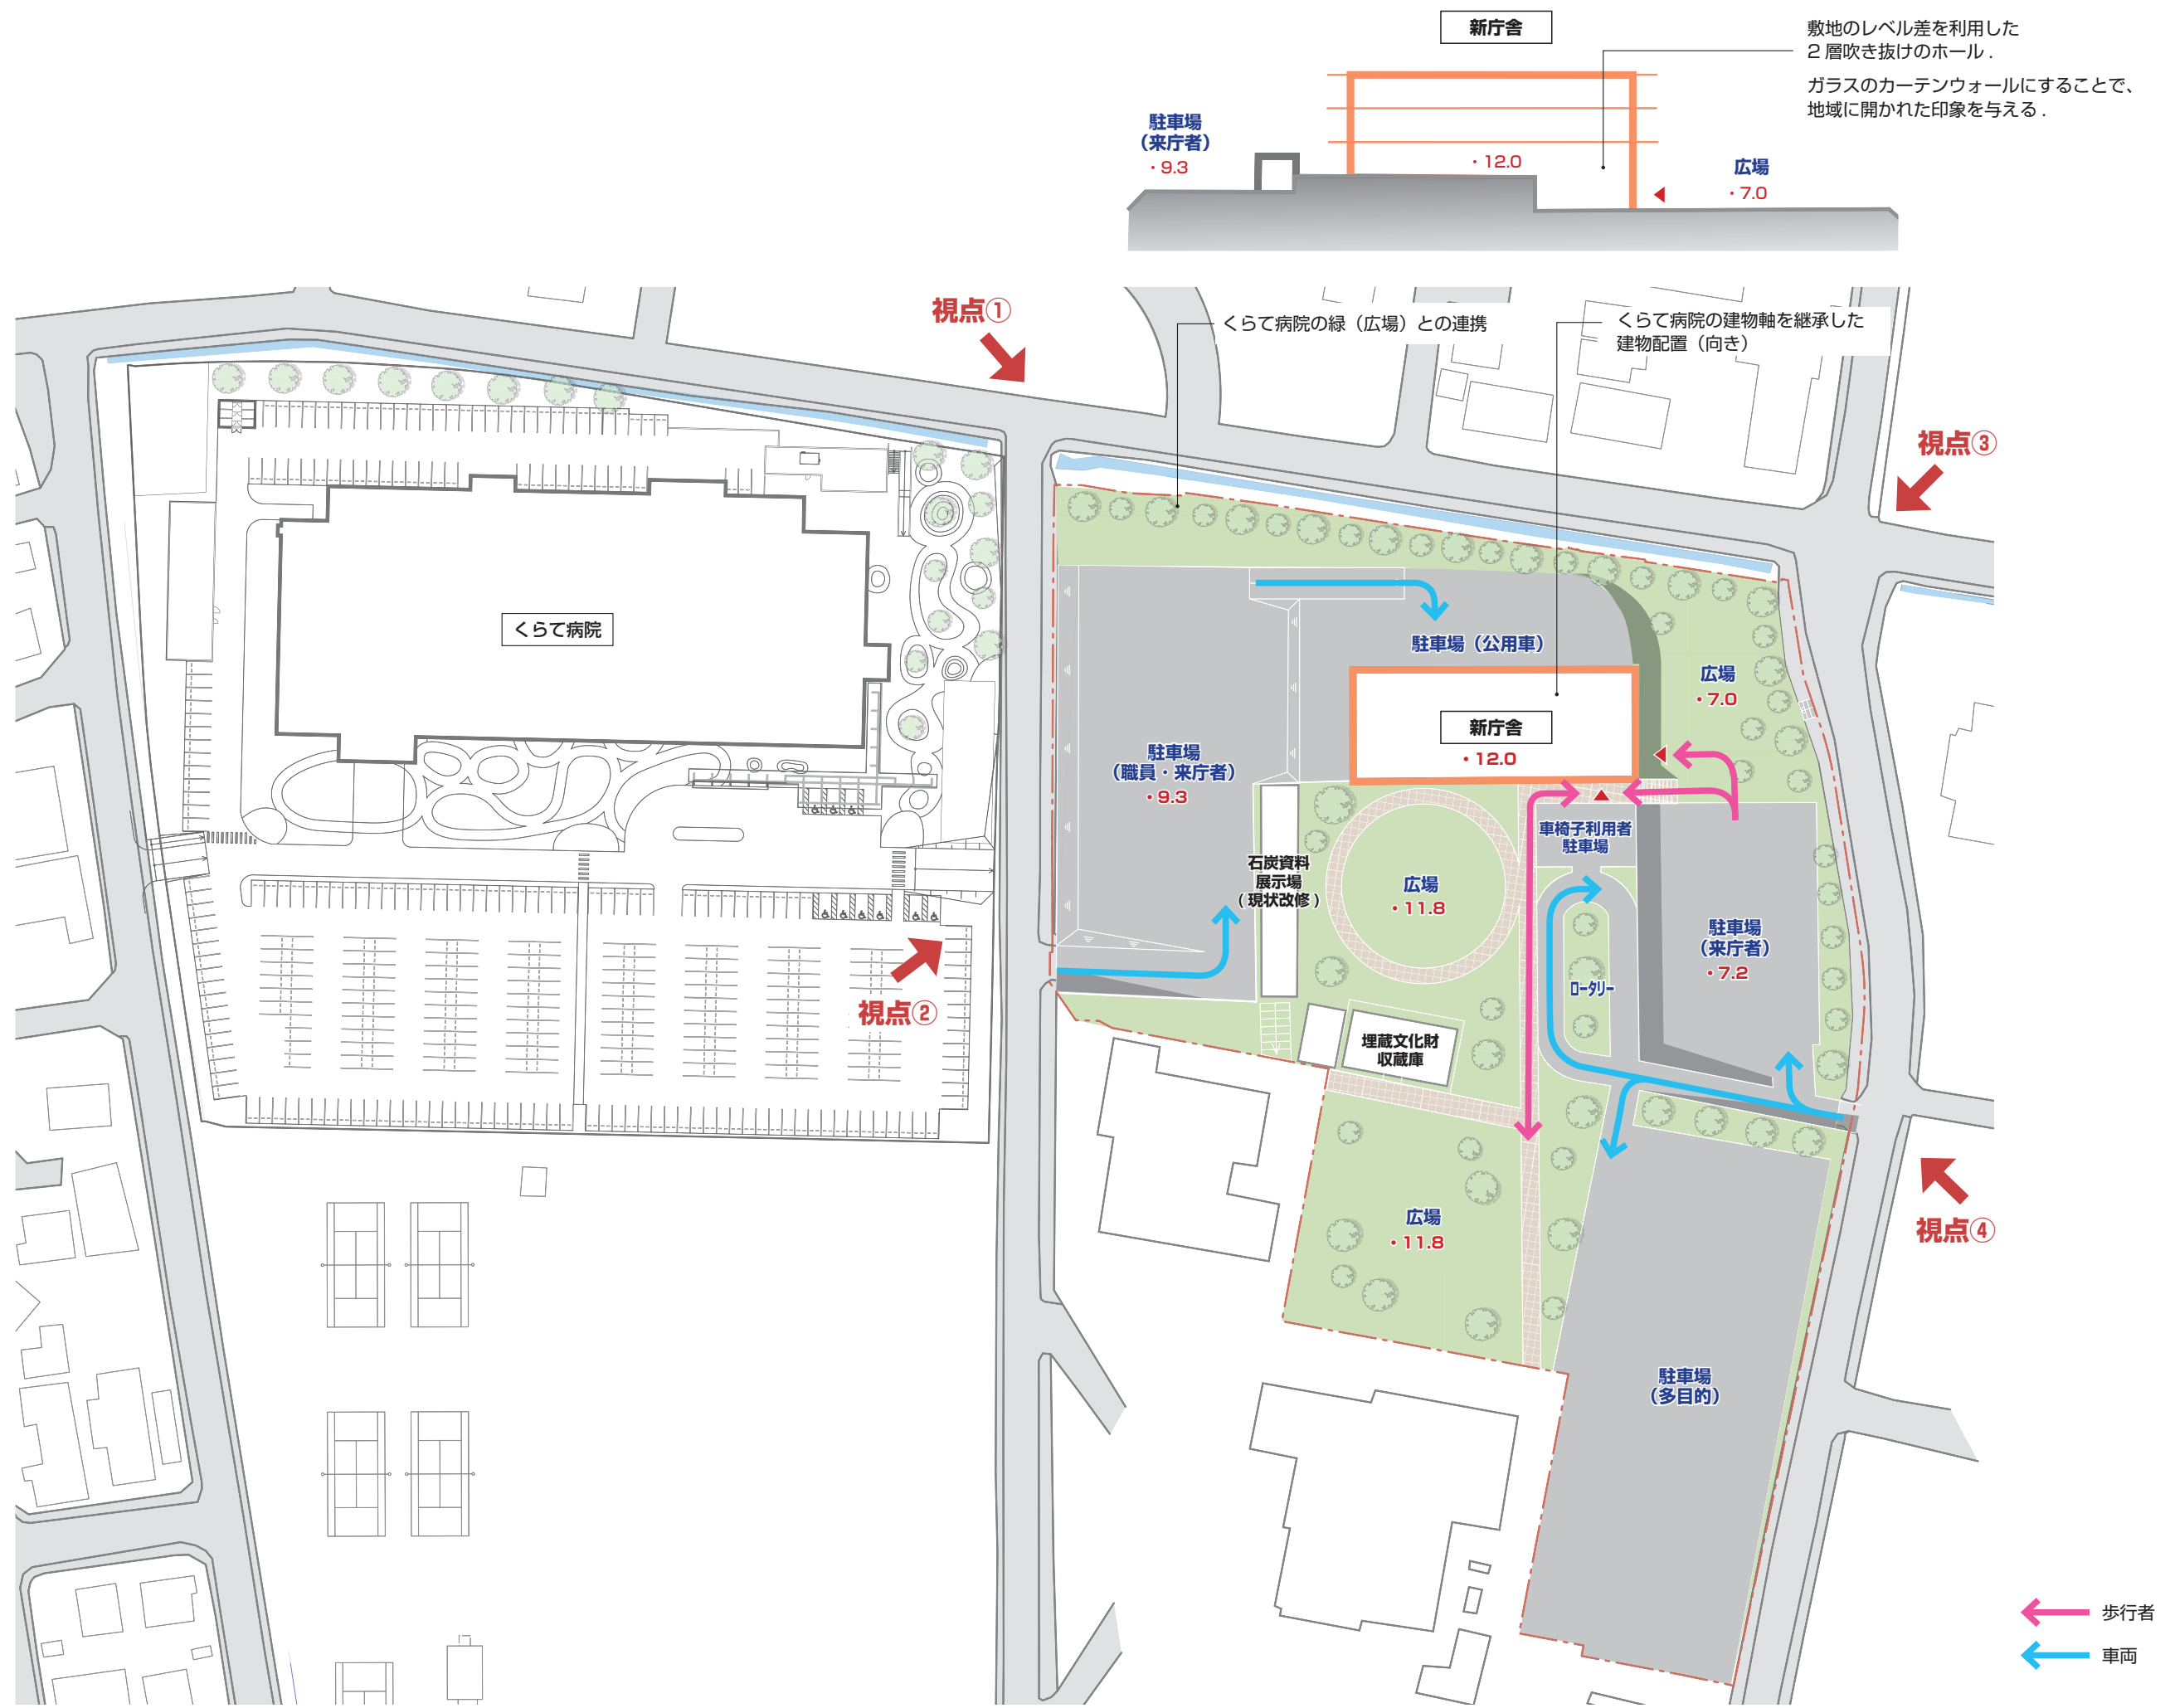 新庁舎
敷地のレベル差を利用した
2層吹き抜けのホール.
ガラスのカーテンウォールにすることで、
地域に開かれた印象を与える.
駐車場
（来庁者）
・9.3
・12.0
広場
・7.0
視点①
くらて病院の緑（広場）との連携
くらて病院の建物軸を継承した
建物配置（向き）
視点③
くらて病院
駐車場（公用車）
広場
・7.0
新庁舎
・12.0
駐車場
（職員・来庁者）
・9.3
車椅子利用者
駐車場
石炭資料
展示場
(現状改修)
広場
・11.8
駐車場
（来庁者）
・7.2
ロータリー
視点②
埋蔵文化財
収蔵庫
広場
・11.8
視点④
駐車場
（多目的）
歩行者
車両